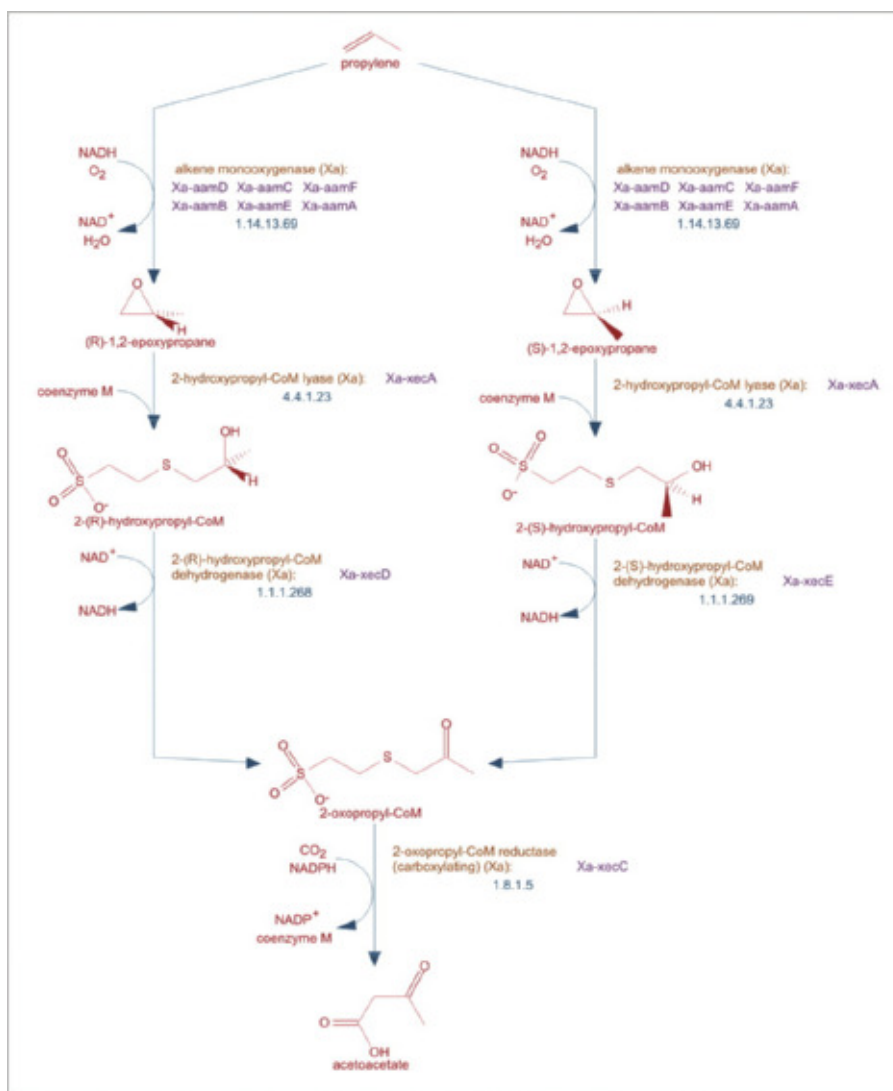 propylene
NADH
O2
alkene monooxygenase (Xa):
Xa-aamD Xa-aamC Xa-aamF
Xa-aamB Xa-aamE Xa-aamA
1.14.13.69
NAD+
H2O
NADH
O2
alkene monooxygenase (Xa):
Xa-aamD Xa-aamC Xa-aamF
Xa-aamB Xa-aamE Xa-aamA
1.14.13.69
NAD+
H2O
O
H
(R)-1,2-epoxypropane
O
H
(S)-1,2-epoxypropane
coenzyme M
2-hydroxypropyl-CoM lyase (Xa): Xa-xecA
4.4.1.23
coenzyme M
2-hydroxypropyl-CoM lyase (Xa): Xa-xecA
4.4.1.23
O
OH
S
S
O
O-
H
2-(R)-hydroxypropyl-CoM
O
O
S
O-
S
OH
H
2-(S)-hydroxypropyl-CoM
NAD+
2-(R)-hydroxypropyl-CoM
dehydrogenase (Xa): Xa-xecD
1.1.1.268
NADH
NAD+
2-(S)-hydroxypropyl-CoM
dehydrogenase (Xa): Xa-xecE
1.1.1.269
NADH
O
O
S
S
O
O-
2-oxopropyl-CoM
CO2
NADPH
2-oxopropyl-CoM reductase
(carboxylating) (Xa): Xa-xecC
1.8.1.5
NADP+
coenzyme M
O
O
OH
acetoacetate